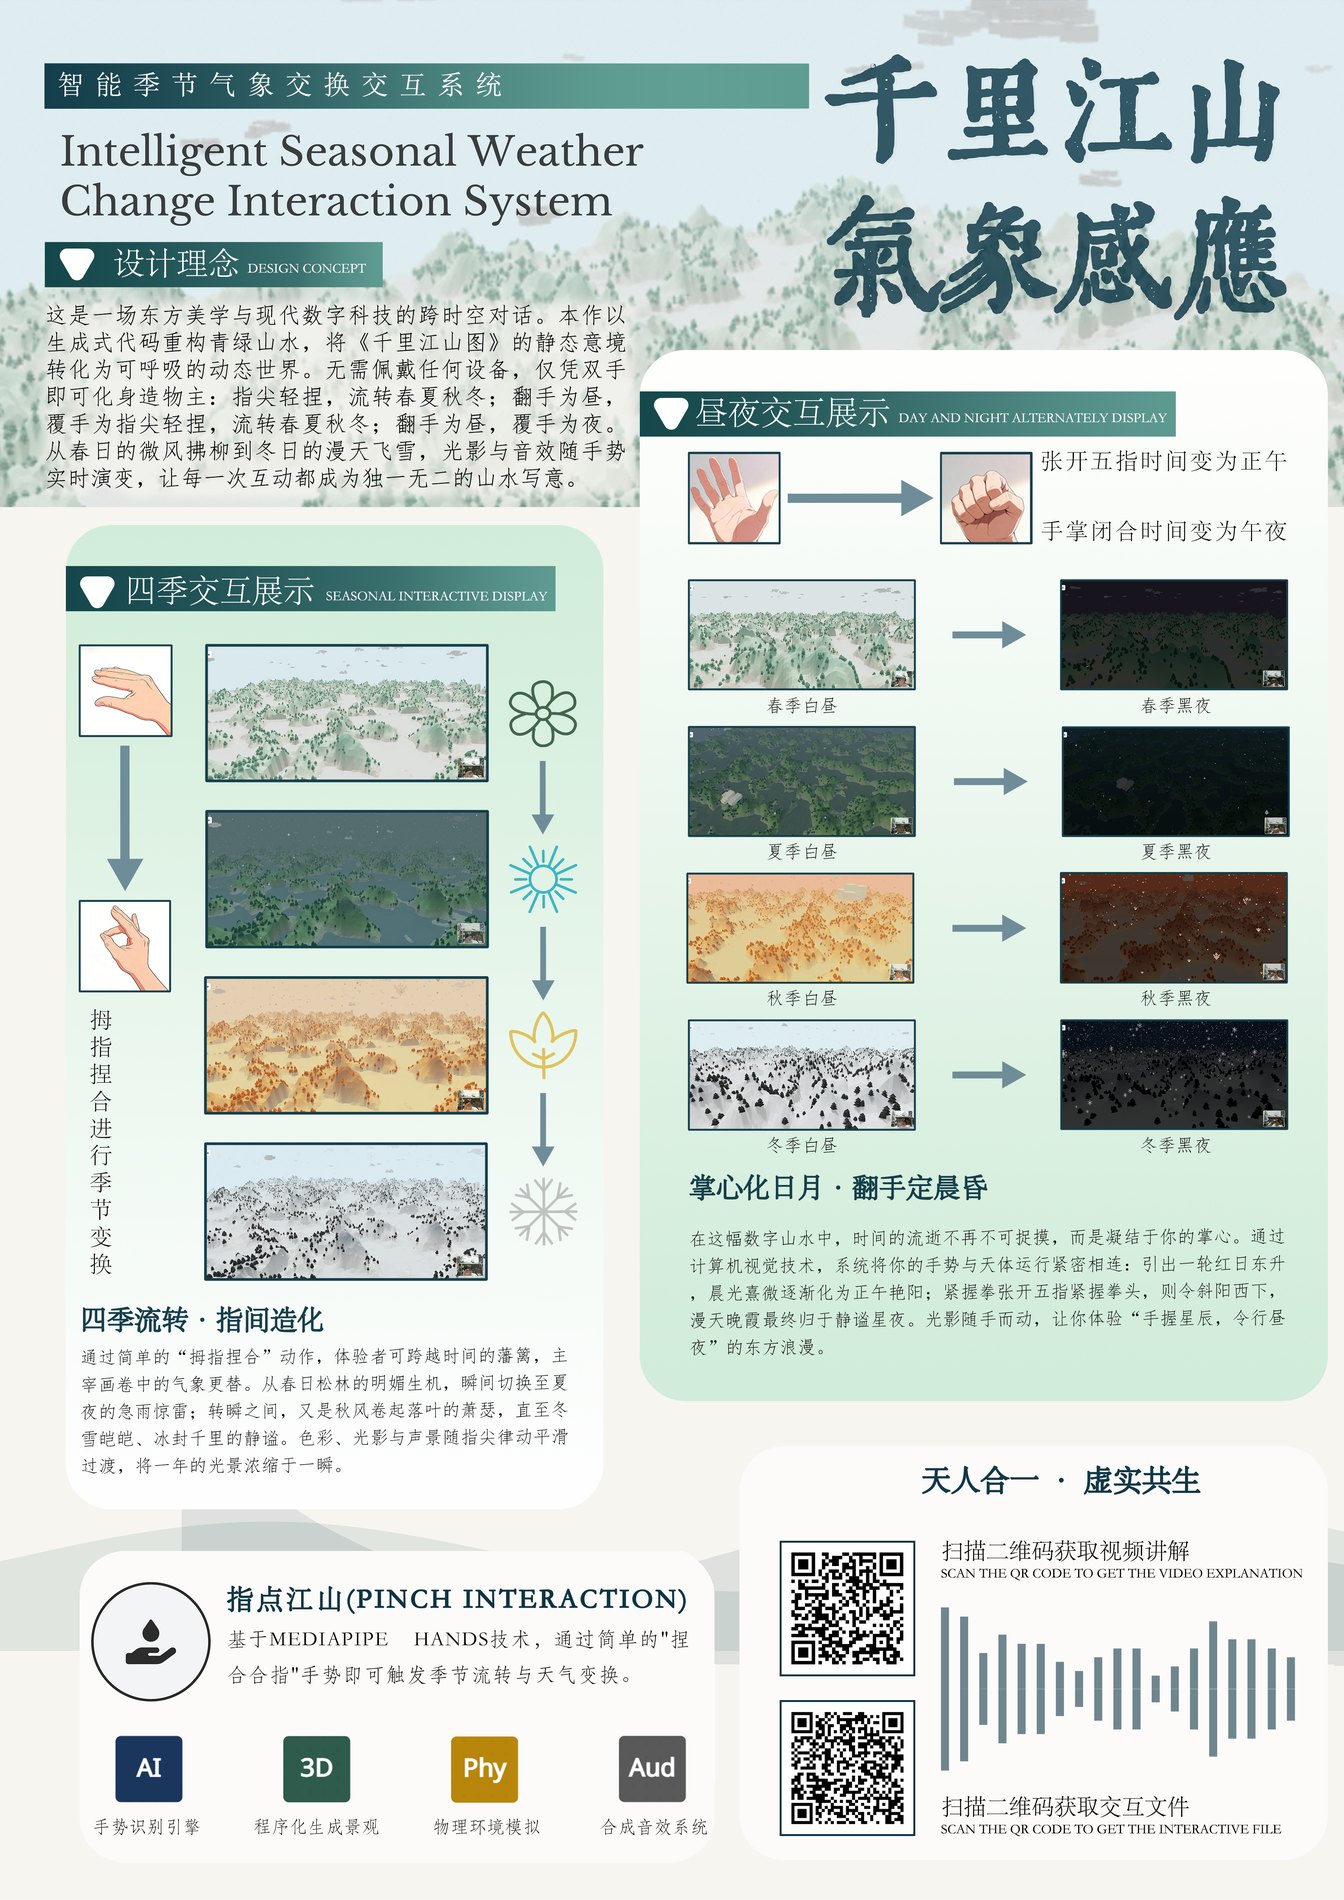 智能季节气象交换交互系统
Intelligent Seasonal Weather
Change Interaction System
千里江山
氣象感應
设计理念 DESIGN CONCEPT
这是一场东方美学与现代数字科技的跨时空对话。本作以
生成式代码重构青绿山水，将《千里江山图》的静态意境
转化为可呼吸的动态世界。无需佩戴任何设备，仅凭双手
即可化身造物主：指尖轻捏，流转春夏秋冬；翻手为昼，
覆手为指尖轻捏，流转春夏秋冬；翻手为昼，覆手为夜。
从春日的微风拂柳到冬日的漫天飞雪，光影与音效随手势
实时演变，让每一次互动都成为独一无二的山水写意。
四季交互展示 SEASONAL INTERACTIVE DISPLAY
拇指捏合进行季节变换
四季流转·指间造化
通过简单的“拇指捏合”动作，体验者可跨越时间的藩篱，主
宰画卷中的气象更替。从春日松林的明媚生机，瞬间切换至夏
夜的急雨惊雷；转瞬之间，又是秋风卷起落叶的萧瑟，直至冬
雪皑皑、冰封千里的静谧。色彩、光影与声景随指尖律动平滑
过渡，将一年的光景浓缩于一瞬。
昼夜交互展示 DAY AND NIGHT ALTERNATELY DISPLAY
张开五指时间变为正午
手掌闭合时间变为午夜
春季白昼
春季黑夜
夏季白昼
夏季黑夜
秋季白昼
秋季黑夜
冬季白昼
冬季黑夜
掌心化日月·翻手定晨昏
在这幅数字山水中，时间的流逝不再不可捉摸，而是凝结于你的掌心。通过
计算机视觉技术，系统将你的手势与天体运行紧密相连：引出一轮红日东升
，晨光熹微逐渐化为正午艳阳；紧握拳张开五指紧握拳头，则令斜阳西下，
漫天晚霞最终归于静谧星夜。光影随手而动，让你体验“手握星辰，令行昼
夜”的东方浪漫。
指点江山(PINCH INTERACTION)
基于MEDIAPIPE HANDS技术，通过简单的"捏
合合指"手势即可触发季节流转与天气变换。
AI
3D
Phy
Aud
手势识别引擎
程序化生成景观
物理环境模拟
合成音效系统
天人合一 · 虚实共生
扫描二维码获取视频讲解
SCAN THE QR CODE TO GET THE VIDEO EXPLANATION
扫描二维码获取交互文件
SCAN THE QR CODE TO GET THE INTERACTIVE FILE